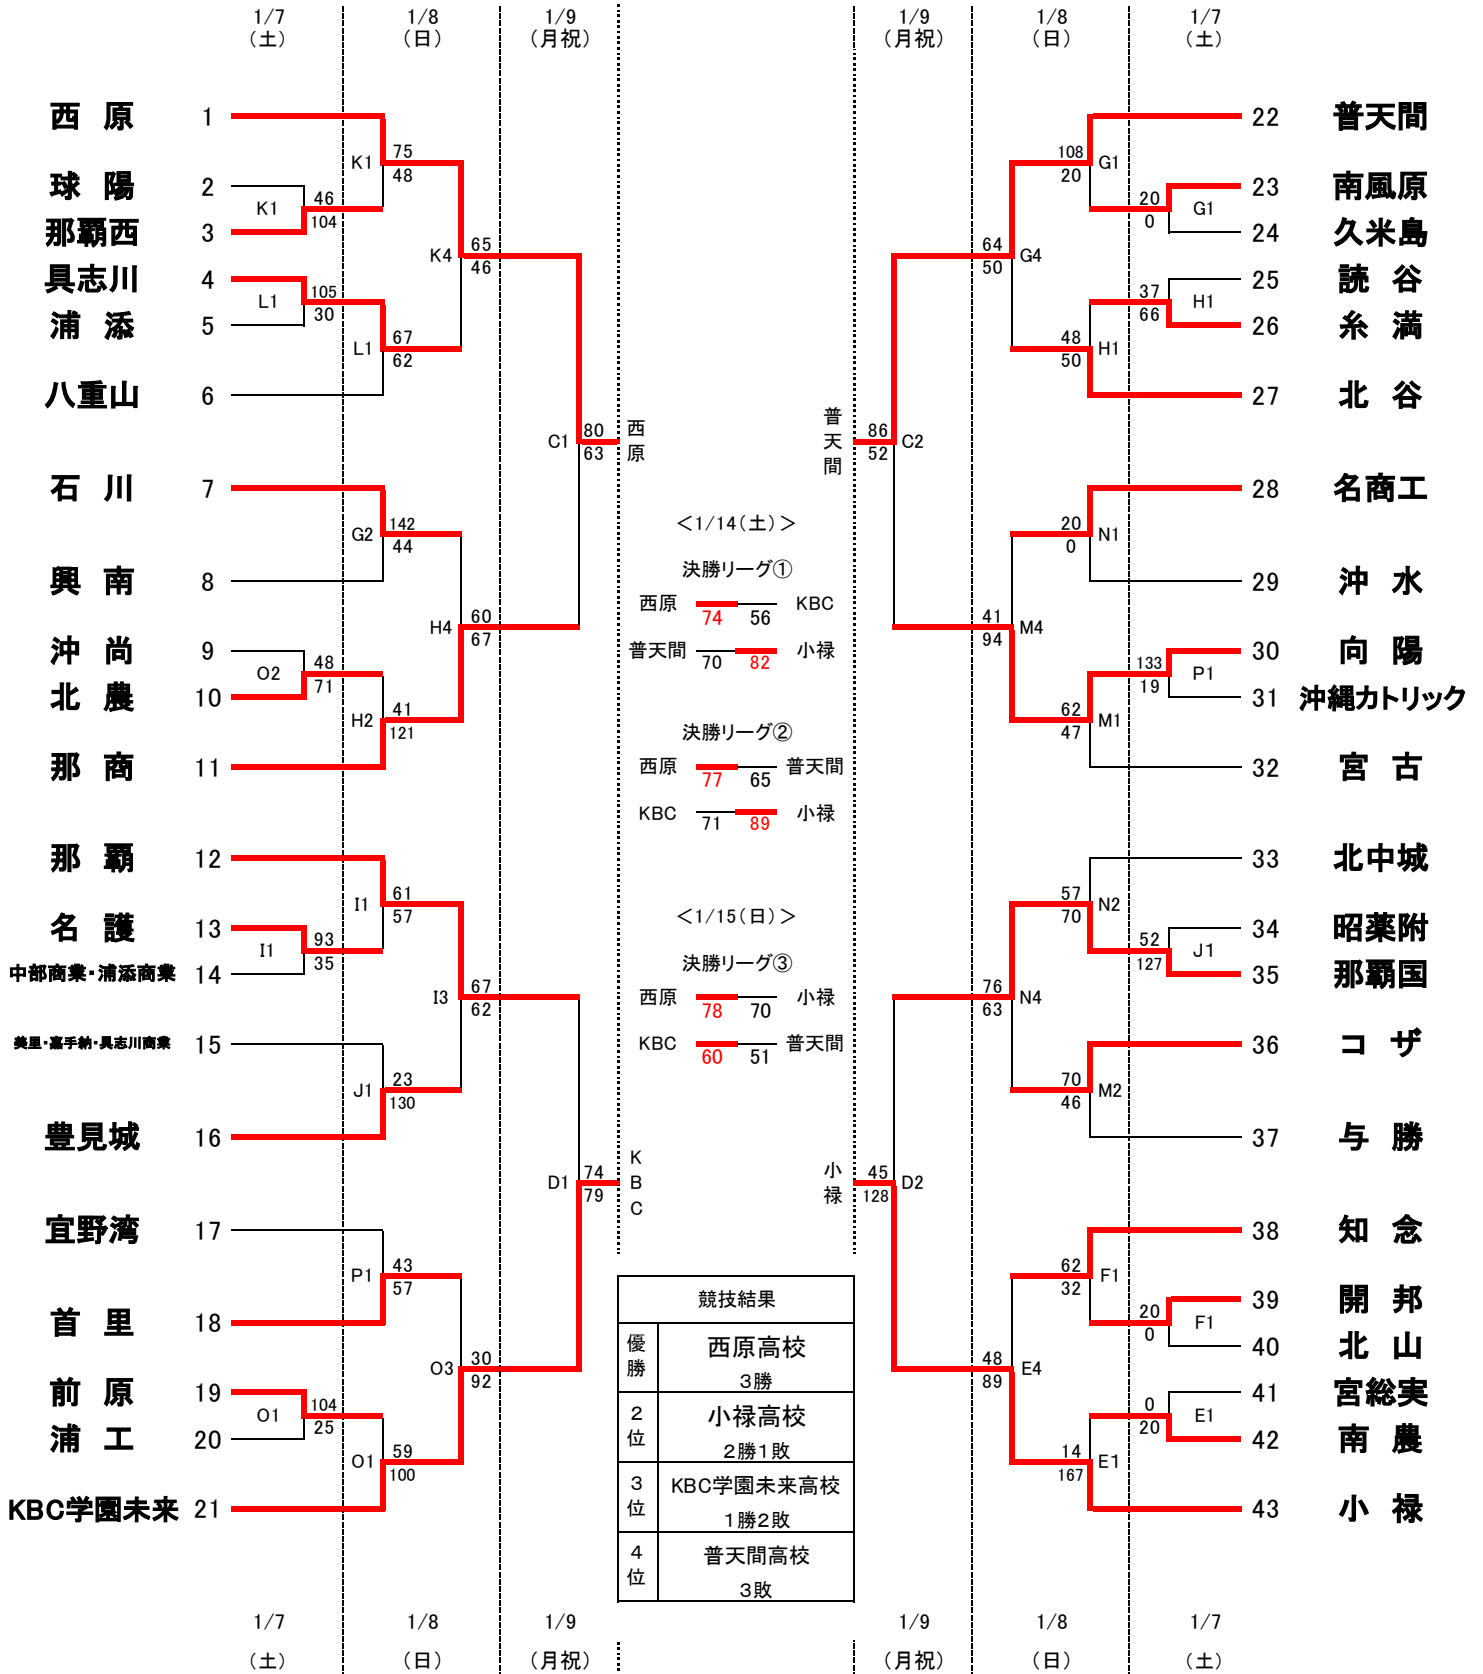 1/7 1/8 1/9 1/9 1/8 1/7
（土） （日） （月祝） （月祝） （日） （土）
西 原 1
K1 75
48
球 陽 2
K1 46
104
那覇西 3
K4 65
46
具志川 4
L1 105
30
浦 添 5
L1 67
62
八重山 6
C1 80
63
西原
石 川 7
G2 142
44
興 南 8
H4 60
67
沖 尚 9
O2 48
71
北 農 10
H2 41
121
那 商 11
那 覇 12
I1 61
57
名 護 13
I1 93
35
中部商業・浦添商業 14
I3 67
62
美里・嘉手納・具志川商業 15
J1 23
130
豊見城 16
D1 74
79
KBC
宜野湾 17
P1 43
57
首 里 18
O3 30
92
前 原 19
O1 104
25
浦 工 20
O1 59
100
KBC学園未来 21
＜1/14（土）＞
決勝リーグ①
西原 74 56 KBC
普天間 70 82 小禄
決勝リーグ②
西原 77 65 普天間
KBC 71 89 小禄
＜1/15（日）＞
決勝リーグ③
西原 78 70 小禄
KBC 60 51 普天間
競技結果
優勝 西原高校
3勝
2位 小禄高校
2勝1敗
3位 KBC学園未来高校
1勝2敗
4位 普天間高校
3敗
22 普天間
108 G1
20
23 南風原
20 G1
0
24 久米島
64 G4
50
25 読 谷
37 H1
66
26 糸 満
48 H1
50
27 北 谷
普天間
86 C2
52
28 名商工
20 N1
0
29 沖 水
41 M4
94
30 向 陽
133 P1
19
31 沖縄カトリック
62 M1
47
32 宮 古
33 北中城
57 N2
70
34 昭薬附
52 J1
127
35 那覇国
76 N4
63
36 コ ザ
70 M2
46
37 与 勝
小禄
45 D2
128
38 知 念
62 F1
32
39 開 邦
20 F1
0
40 北 山
48 E4
89
41 宮総実
0 E1
20
42 南 農
14 E1
167
43 小 禄
1/7 1/8 1/9 1/9 1/8 1/7
（土） （日） （月祝） （月祝） （日） （土）